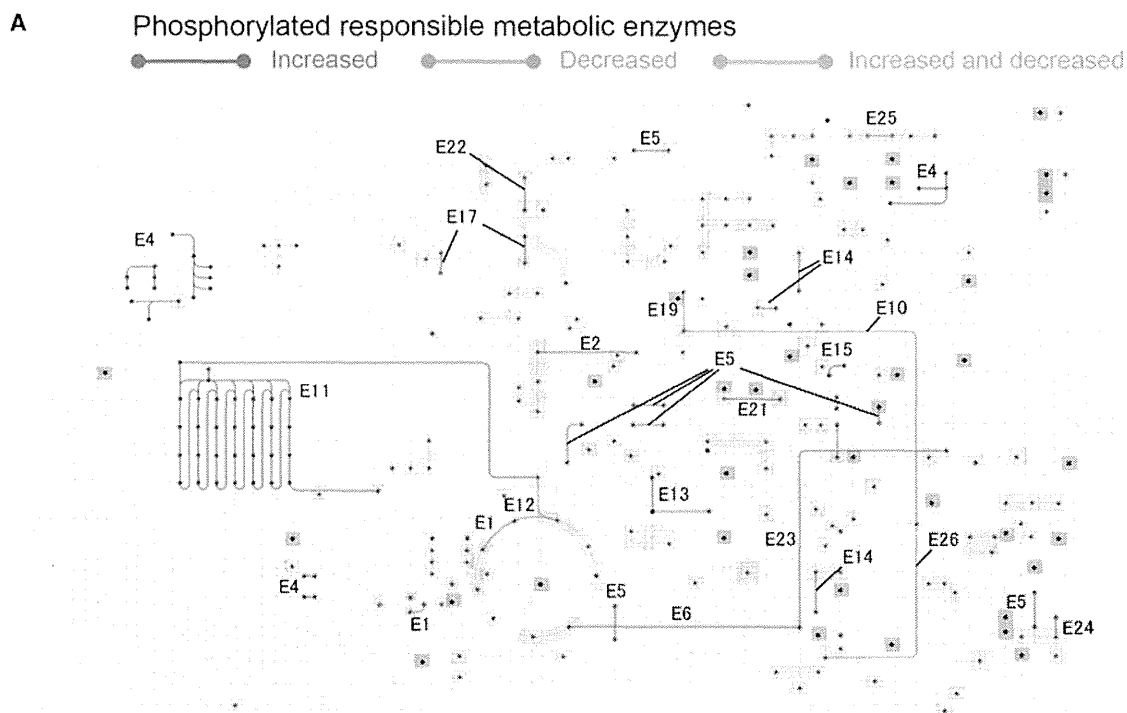 A
Phosphorylated responsible metabolic enzymes
Increased Decreased Increased and decreased
E25
E5
E22
E4
E17
E4
E14
E19
E10
E2
E5
E15
E11
E21
E13
E12
E1
E23
E26
E14
E4
E5
E5
E1
E6
E24